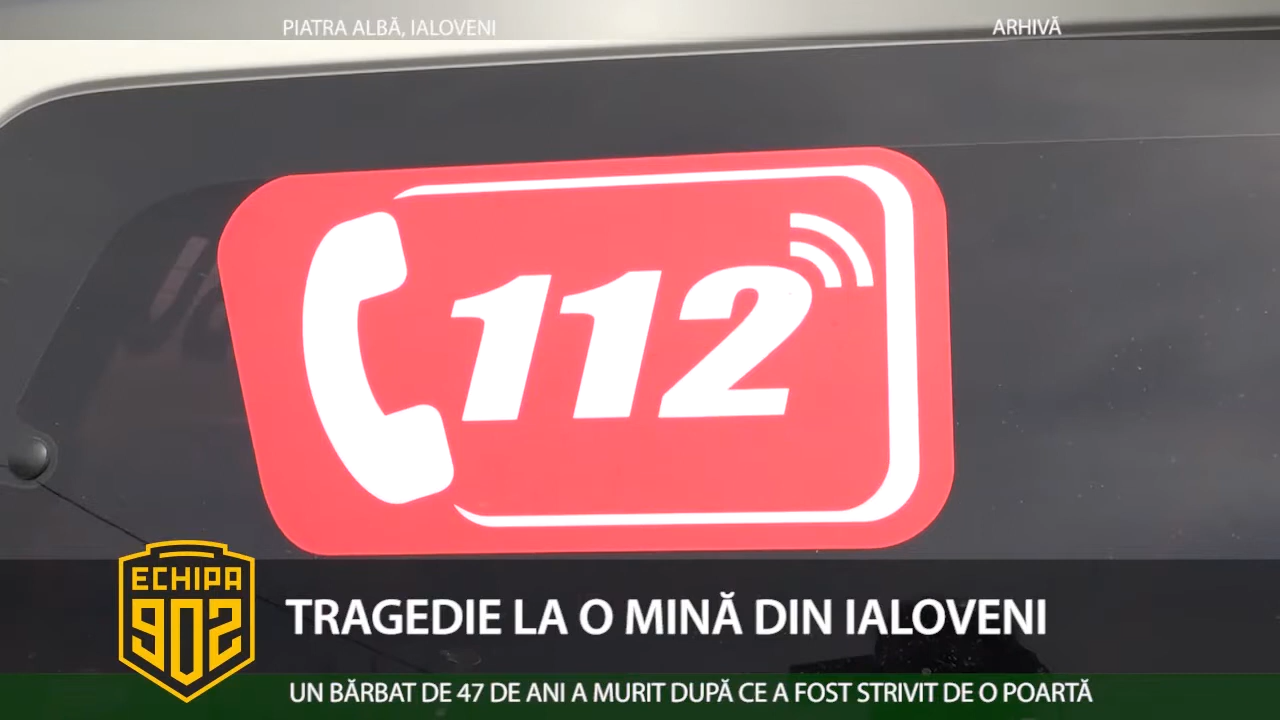 PIATRA ALBĂ, IALOVENI
ARHIVĂ
112
ECHIPA
902
TRAGEDIE LA O MINĂ DIN IALOVENI
UN BĂRBAT DE 47 DE ANI A MURIT DUPĂ CE A FOST STRIVIT DE O POARTĂ